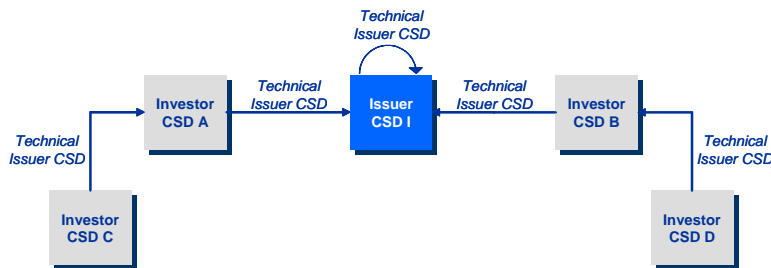 Technical
Issuer CSD
Investor
CSD A
Technical
Issuer CSD
Issuer
CSD I
Technical
Issuer CSD
Investor
CSD B
Technical
Issuer CSD
Technical
Issuer CSD
Investor
CSD C
Investor
CSD D